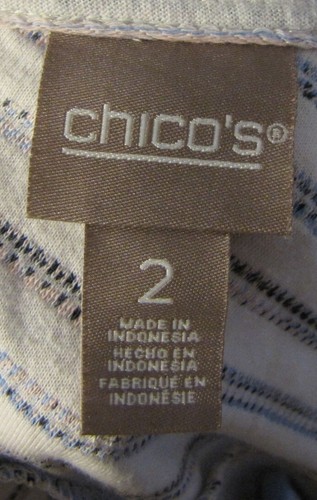 chico's®
2
MADE IN
INDONESIA
HECHO EN
INDONESIA
FABRIQUÉ EN
INDONÉSIE